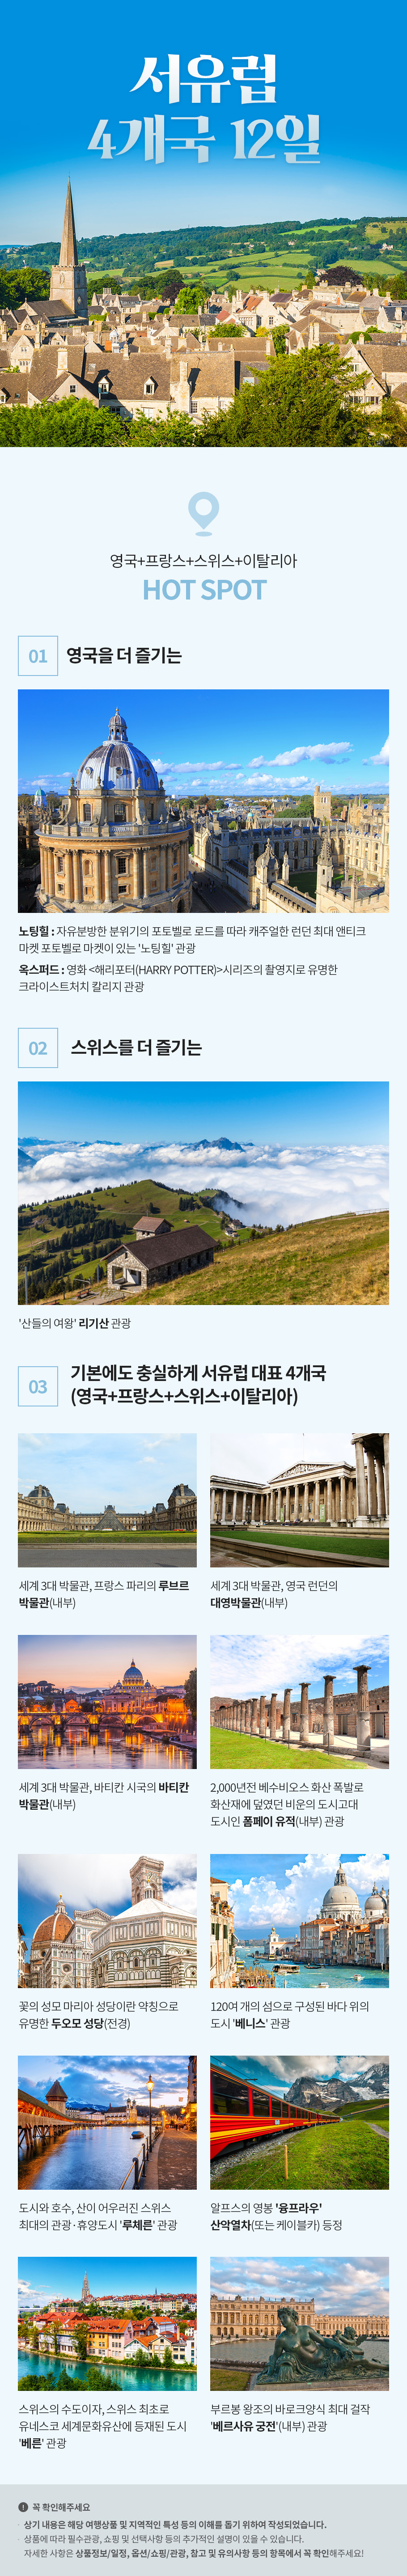 서유럽
4개국 12일
영국+프랑스+스위스+이탈리아
HOT SPOT
01 영국을 더 즐기는
노팅힐 : 자유분방한 분위기의 포토벨로 로드를 따라 캐주얼한 런던 최대 앤티크
마켓 포토벨로 마켓이 있는 '노팅힐' 관광
옥스퍼드 : 영화 <해리포터(HARRY POTTER)>시리즈의 촬영지로 유명한
크라이스트처치 칼리지 관광
02 스위스를 더 즐기는
'산들의 여왕' 리기산 관광
03 기본에도 충실하게 서유럽 대표 4개국
(영국+프랑스+스위스+이탈리아)
세계 3대 박물관, 프랑스 파리의 루브르
박물관(내부)
세계 3대 박물관, 영국 런던의
대영박물관(내부)
세계 3대 박물관, 바티칸 시국의 바티칸
박물관(내부)
2,000년전 베수비오스 화산 폭발로
화산재에 덮였던 비운의 도시고대
도시인 폼페이 유적(내부) 관광
꽃의 성모 마리아 성당이란 약칭으로
유명한 두오모 성당(전경)
120여 개의 섬으로 구성된 바다 위의
도시 '베니스' 관광
도시와 호수, 산이 어우러진 스위스
최대의 관광·휴양도시 '루체른' 관광
알프스의 영봉 '융프라우'
산악열차(또는 케이블카) 등정
스위스의 수도이자, 스위스 최초로
유네스코 세계문화유산에 등재된 도시
'베른' 관광
부르봉 왕조의 바로크양식 최대 걸작
'베르사유 궁전'(내부) 관광
! 꼭 확인해주세요
· 상기 내용은 해당 여행상품 및 지역적인 특성 등의 이해를 돕기 위하여 작성되었습니다.
· 상품에 따라 필수관광, 쇼핑 및 선택사항 등의 추가적인 설명이 있을 수 있습니다.
자세한 사항은 상품정보/일정, 옵션/쇼핑/관광, 참고 및 유의사항 등의 항목에서 꼭 확인해주세요!